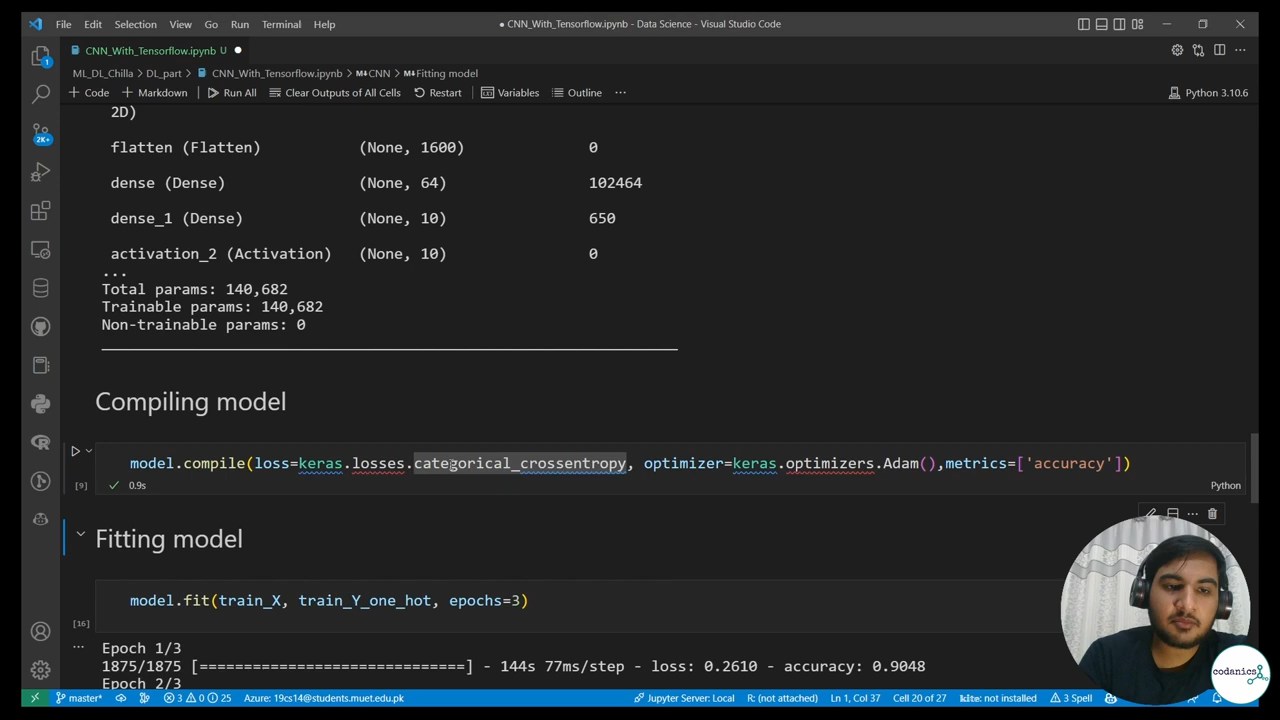 File Edit Selection View Go Run Terminal Help
● CNN_With_Tensorflow.ipynb - Data Science - Visual Studio Code
CNN_With_Tensorflow.ipynb U ●
ML_DL_Chilla > DL_part > CNN_With_Tensorflow.ipynb > M↓CNN > M↓Fitting model
+ Code + Markdown Run All Clear Outputs of All Cells Restart Variables Outline ... Python 3.10.6
1
2K+
2D)
flatten (Flatten) (None, 1600) 0
dense (Dense) (None, 64) 102464
dense_1 (Dense) (None, 10) 650
activation_2 (Activation) (None, 10) 0
...
Total params: 140,682
Trainable params: 140,682
Non-trainable params: 0
Compiling model
model.compile(loss=keras.losses.categorical_crossentropy, optimizer=keras.optimizers.Adam(),metrics=['accuracy'])
[9] ✓ 0.9s Python
Fitting model
model.fit(train_X, train_Y_one_hot, epochs=3)
[16]
... Epoch 1/3
1875/1875 [==============================] - 144s 77ms/step - loss: 0.2610 - accuracy: 0.9048
Epoch 2/3
codanics
master* 3 0 25 Azure: 19cs14@students.muet.edu.pk Jupyter Server: Local R: (not attached) Ln 1, Col 37 Cell 20 of 27 kite: not installed 3 Spell